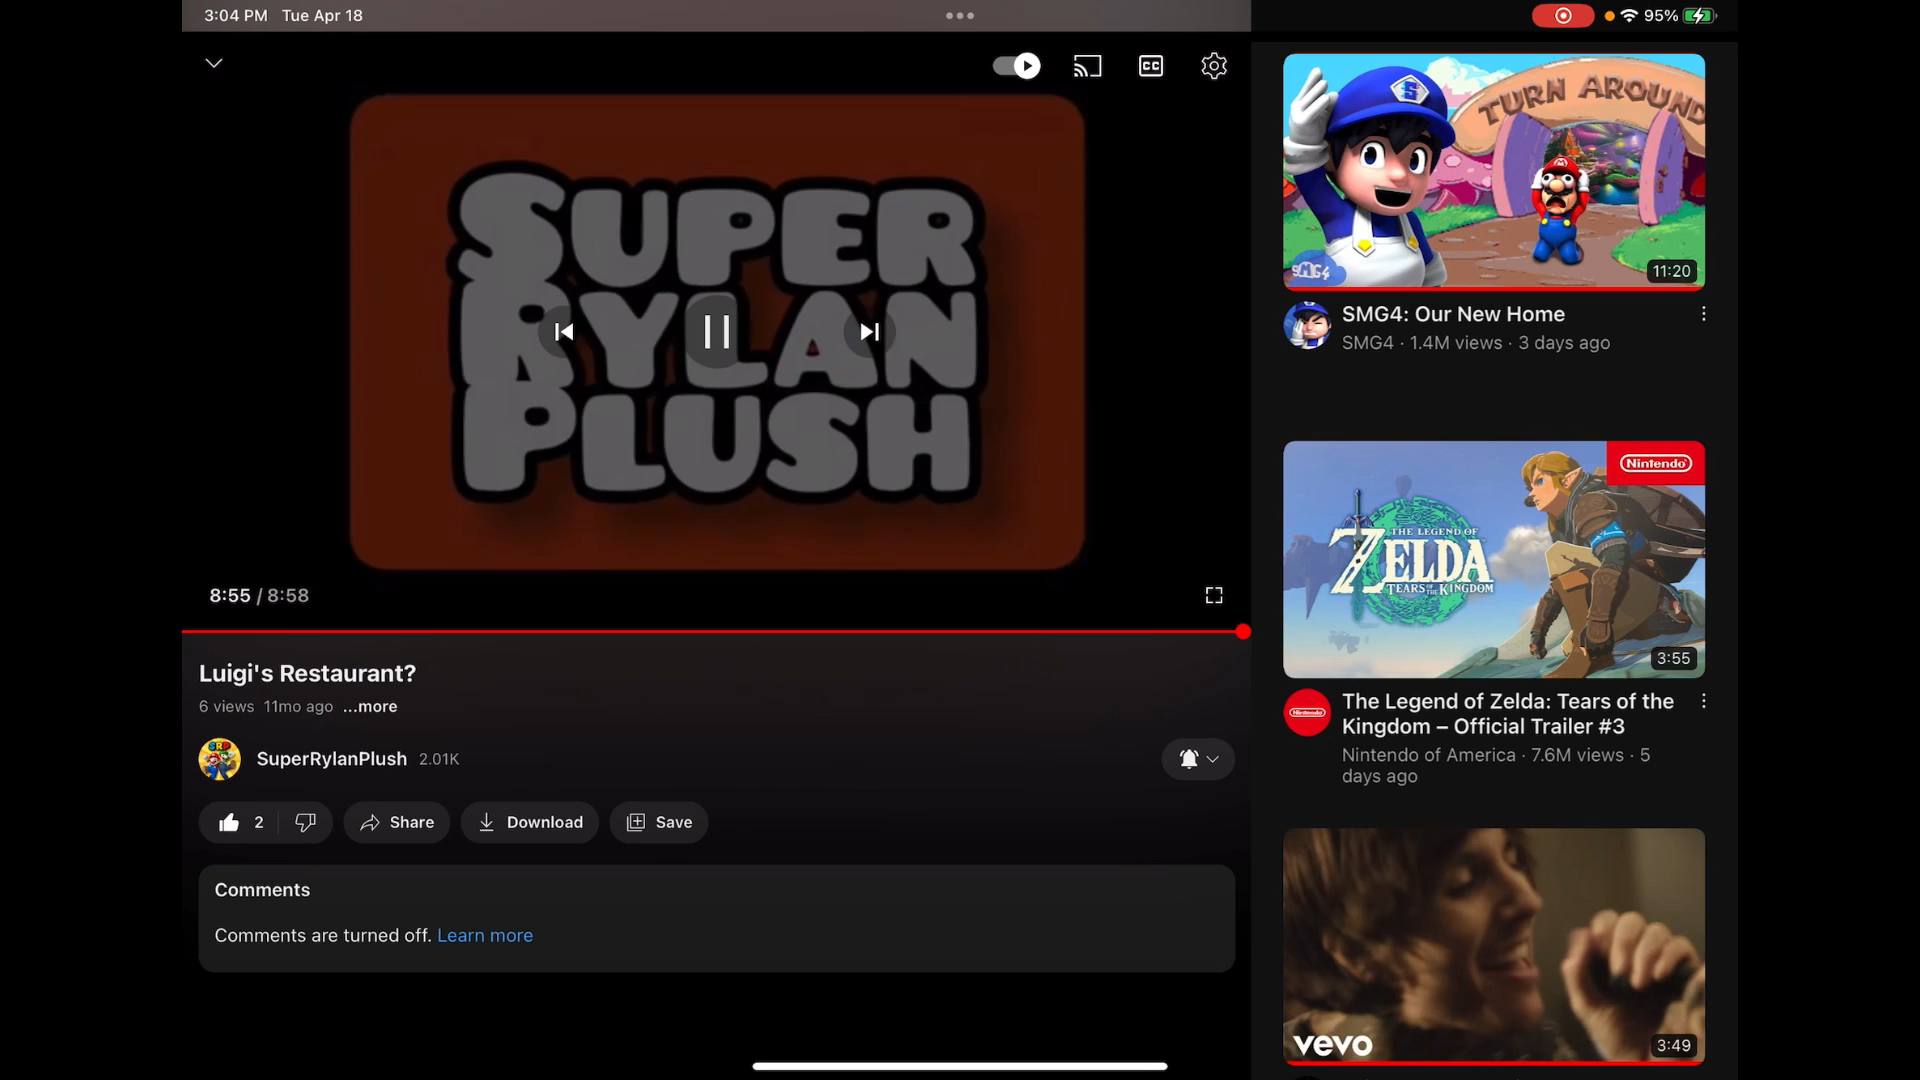 3:04 PM Tue Apr 18
95%
CC
SUPER
RYLAN
PLUSH
8:55 / 8:58
Luigi's Restaurant?
6 views 11mo ago ...more
SRP
SuperRylanPlush 2.01K
2
Share
Download
Save
Comments
Comments are turned off. Learn more
TURN AROUND
S
SMG4
11:20
SMG4: Our New Home
SMG4 · 1.4M views · 3 days ago
Nintendo
THE LEGEND OF
ZELDA
TEARS OF THE KINGDOM
3:55
Nintendo
The Legend of Zelda: Tears of the
Kingdom – Official Trailer #3
Nintendo of America · 7.6M views · 5
days ago
vevo
3:49